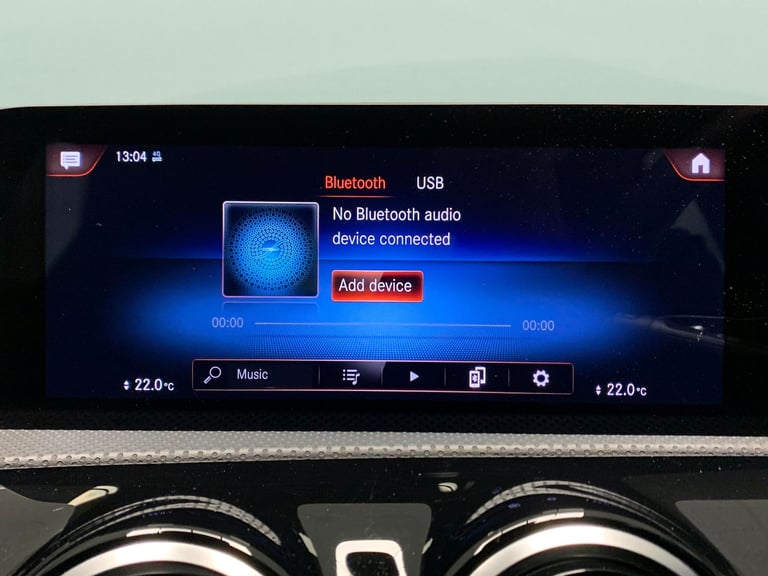 13:04 4G
Bluetooth USB
No Bluetooth audio
device connected
Add device
00:00 00:00
Music
22.0°C 22.0°C